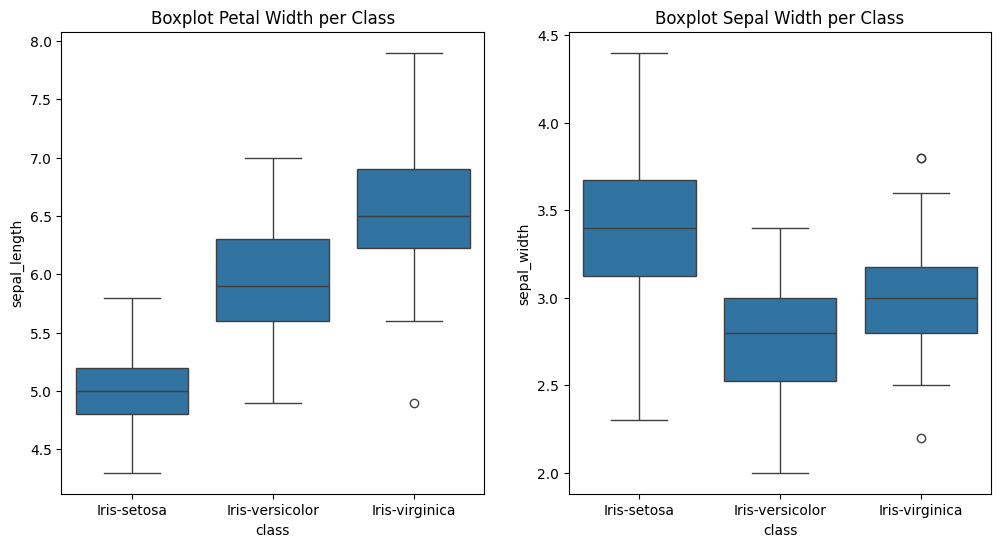 Boxplot Petal Width per Class
sepal_length
8.0
7.5
7.0
6.5
6.0
5.5
5.0
4.5
Iris-setosa Iris-versicolor Iris-virginica
class
Boxplot Sepal Width per Class
sepal_width
4.5
4.0
3.5
3.0
2.5
2.0
Iris-setosa Iris-versicolor Iris-virginica
class